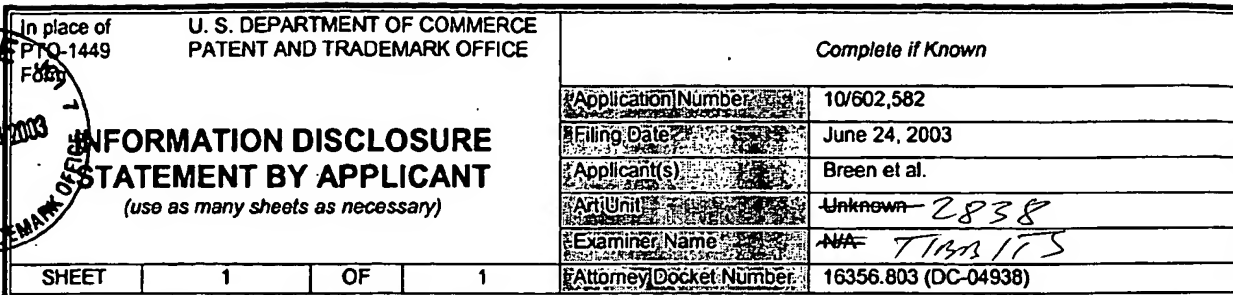 In place of
PTO-1449
Form
U. S. DEPARTMENT OF COMMERCE
PATENT AND TRADEMARK OFFICE
2003
INFORMATION DISCLOSURE
STATEMENT BY APPLICANT
(use as many sheets as necessary)
SHEET 1 OF 1
Complete if Known
Application Number 10/602,582
Filing Date June 24, 2003
Applicant(s) Breen et al.
Art Unit Unknown 2838
Examiner Name N/A TIBBITS
Attorney Docket Number 16356.803 (DC-04938)